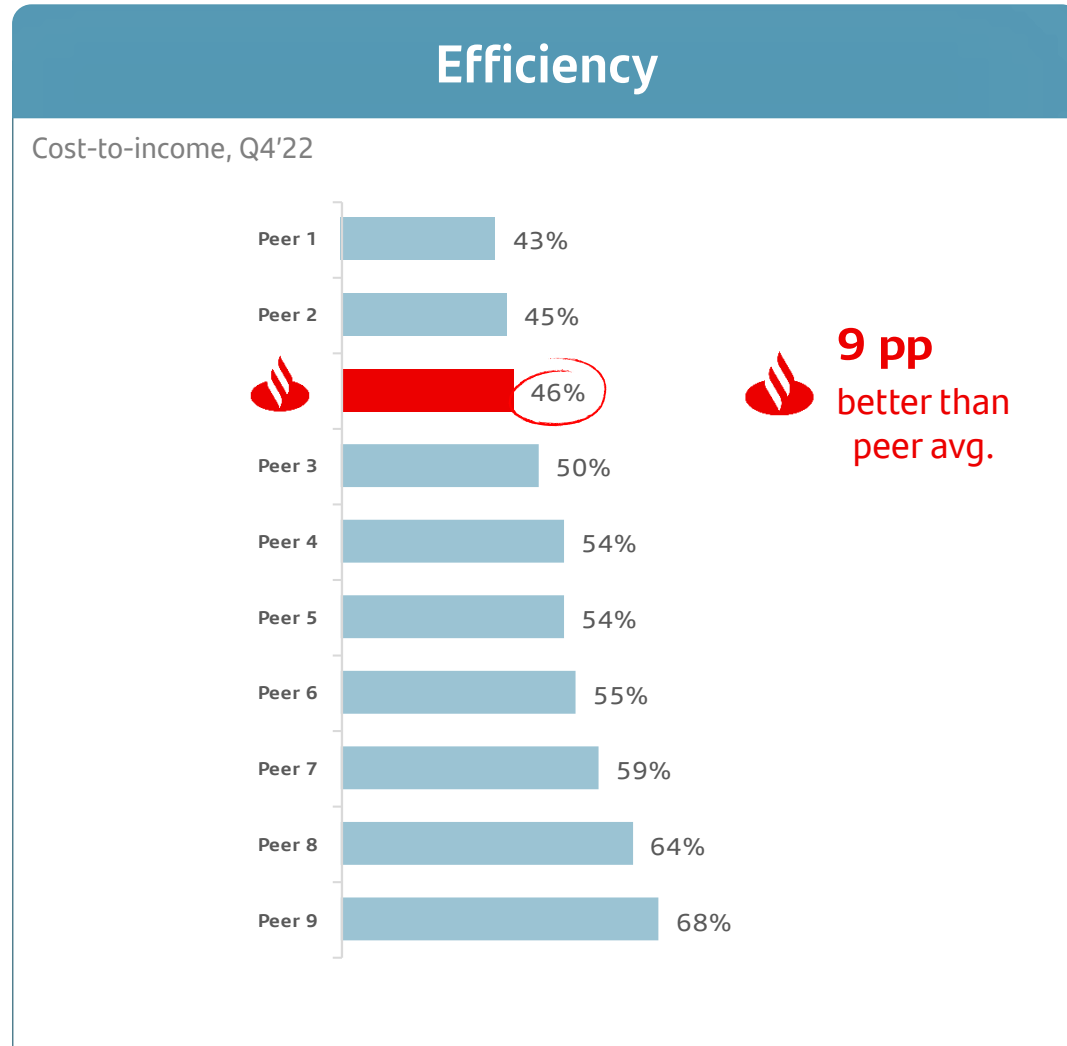 Efficiency
Cost-to-income, Q4'22
Peer 1 43%
Peer 2 45%
46%
9 pp
better than
peer avg.
Peer 3 50%
Peer 4 54%
Peer 5 54%
Peer 6 55%
Peer 7 59%
Peer 8 64%
Peer 9 68%